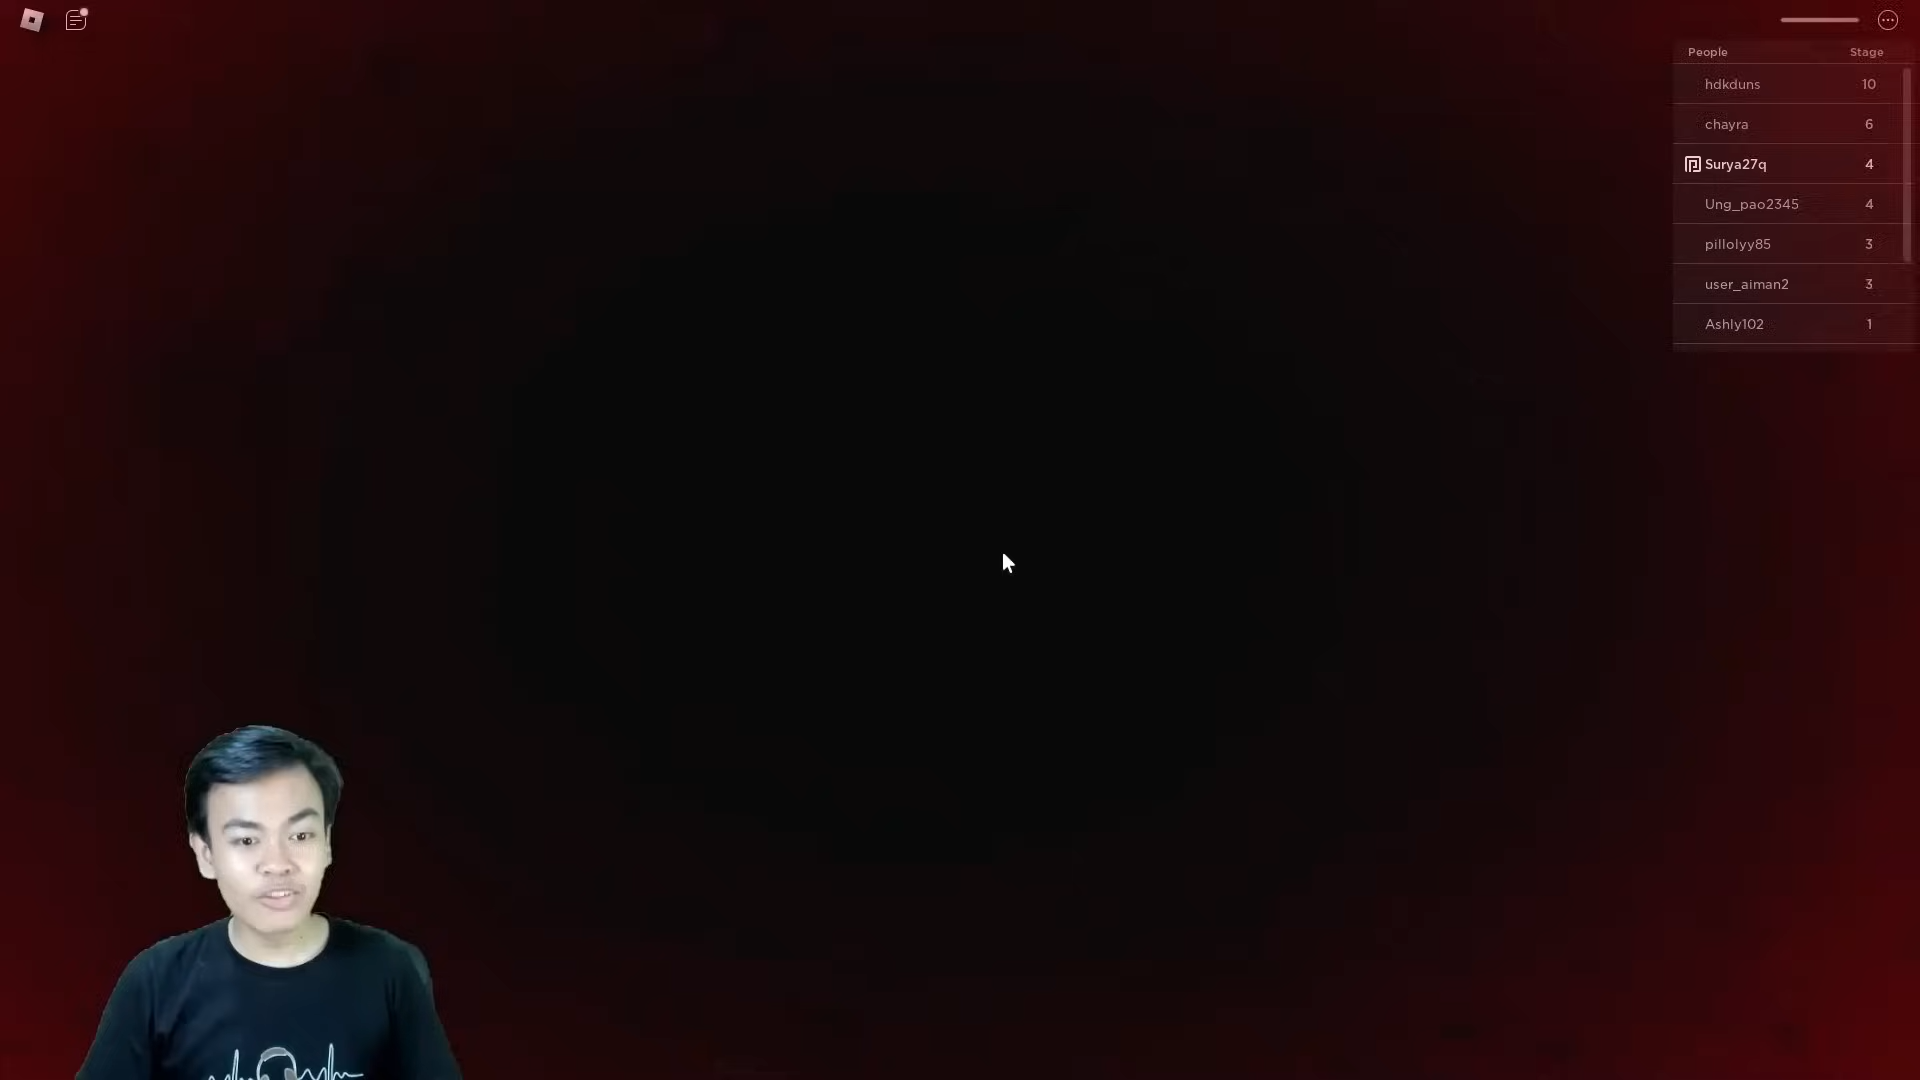 People Stage
hdkduns 10
chayra 6
Surya27q 4
Ung_pao2345 4
pillolyy85 3
user_aiman2 3
Ashly102 1